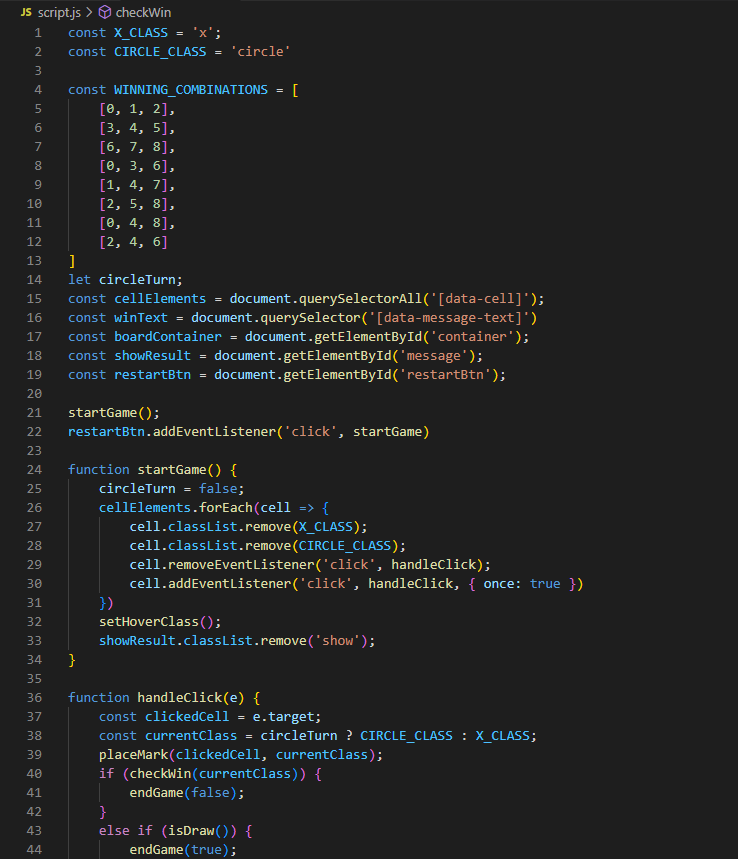 JS script.js > checkWin
1 const X_CLASS = 'x';
2 const CIRCLE_CLASS = 'circle'
3
4 const WINNING_COMBINATIONS = [
5 [0, 1, 2],
6 [3, 4, 5],
7 [6, 7, 8],
8 [0, 3, 6],
9 [1, 4, 7],
10 [2, 5, 8],
11 [0, 4, 8],
12 [2, 4, 6]
13 ]
14 let circleTurn;
15 const cellElements = document.querySelectorAll('[data-cell]');
16 const winText = document.querySelector('[data-message-text]')
17 const boardContainer = document.getElementById('container');
18 const showResult = document.getElementById('message');
19 const restartBtn = document.getElementById('restartBtn');
20
21 startGame();
22 restartBtn.addEventListener('click', startGame)
23
24 function startGame() {
25 circleTurn = false;
26 cellElements.forEach(cell => {
27 cell.classList.remove(X_CLASS);
28 cell.classList.remove(CIRCLE_CLASS);
29 cell.removeEventListener('click', handleClick);
30 cell.addEventListener('click', handleClick, { once: true })
31 })
32 setHoverClass();
33 showResult.classList.remove('show');
34 }
35
36 function handleClick(e) {
37 const clickedCell = e.target;
38 const currentClass = circleTurn ? CIRCLE_CLASS : X_CLASS;
39 placeMark(clickedCell, currentClass);
40 if (checkWin(currentClass)) {
41 endGame(false);
42 }
43 else if (isDraw()) {
44 endGame(true);